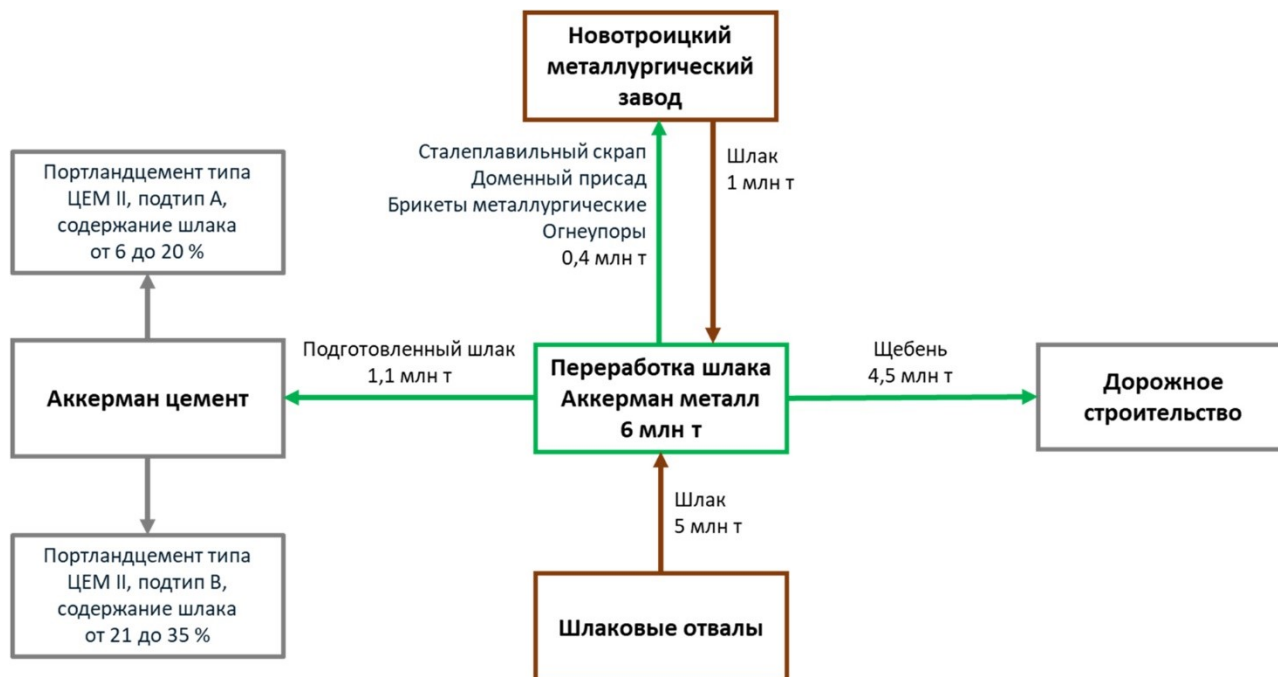 Новотроицкий
металлургический
завод
Сталеплавильный скрап
Доменный присад
Брикеты металлургические
Огнеупоры
0,4 млн т
Шлак
1 млн т
Портландцемент типа
ЦЕМ II, подтип А,
содержание шлака
от 6 до 20 %
Аккерман цемент
Подготовленный шлак
1,1 млн т
Переработка шлака
Аккерман металл
6 млн т
Щебень
4,5 млн т
Дорожное
строительство
Портландцемент типа
ЦЕМ II, подтип В,
содержание шлака
от 21 до 35 %
Шлак
5 млн т
Шлаковые отвалы